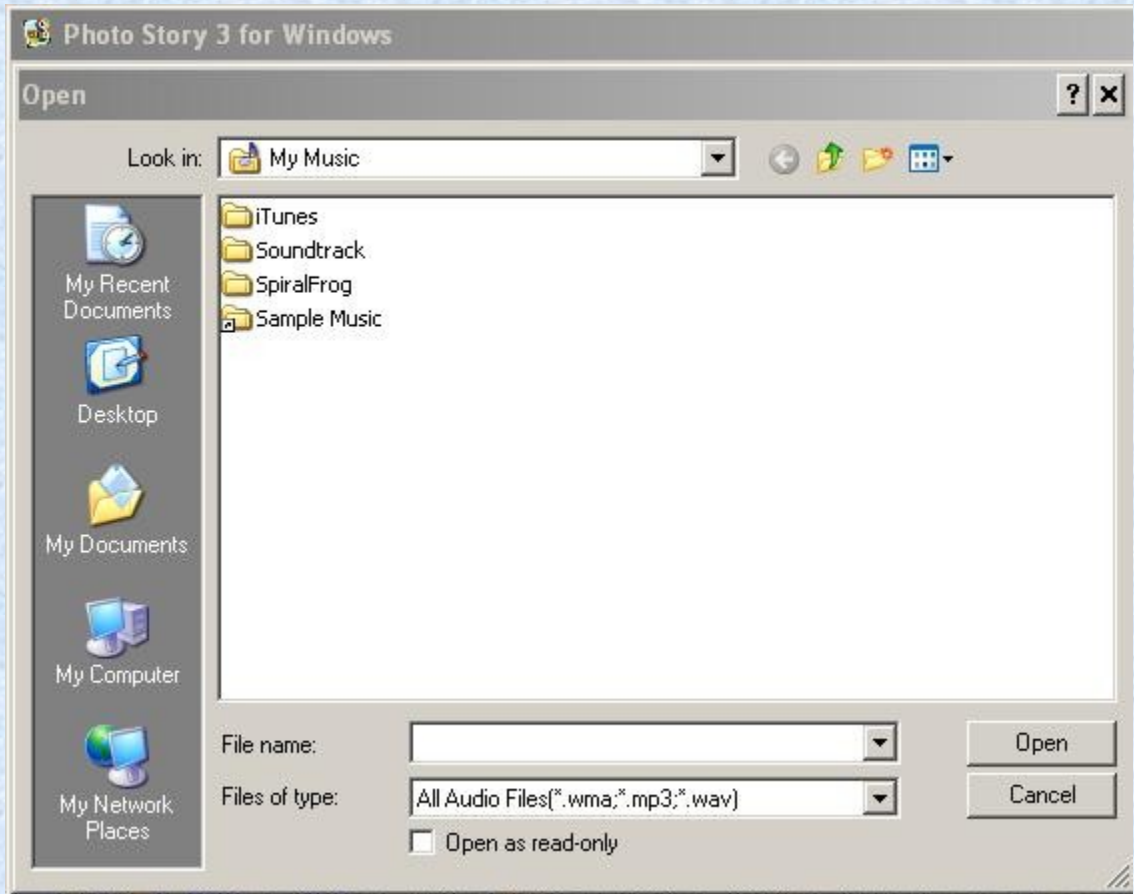 Photo Story 3 for Windows
Open
Look in: My Music
iTunes
Soundtrack
SpiralFrog
Sample Music
My Recent
Documents
Desktop
My Documents
My Computer
My Network
Places
File name:
Open
Files of type: All Audio Files(*.wma;*.mp3;*.wav)
Cancel
Open as read-only